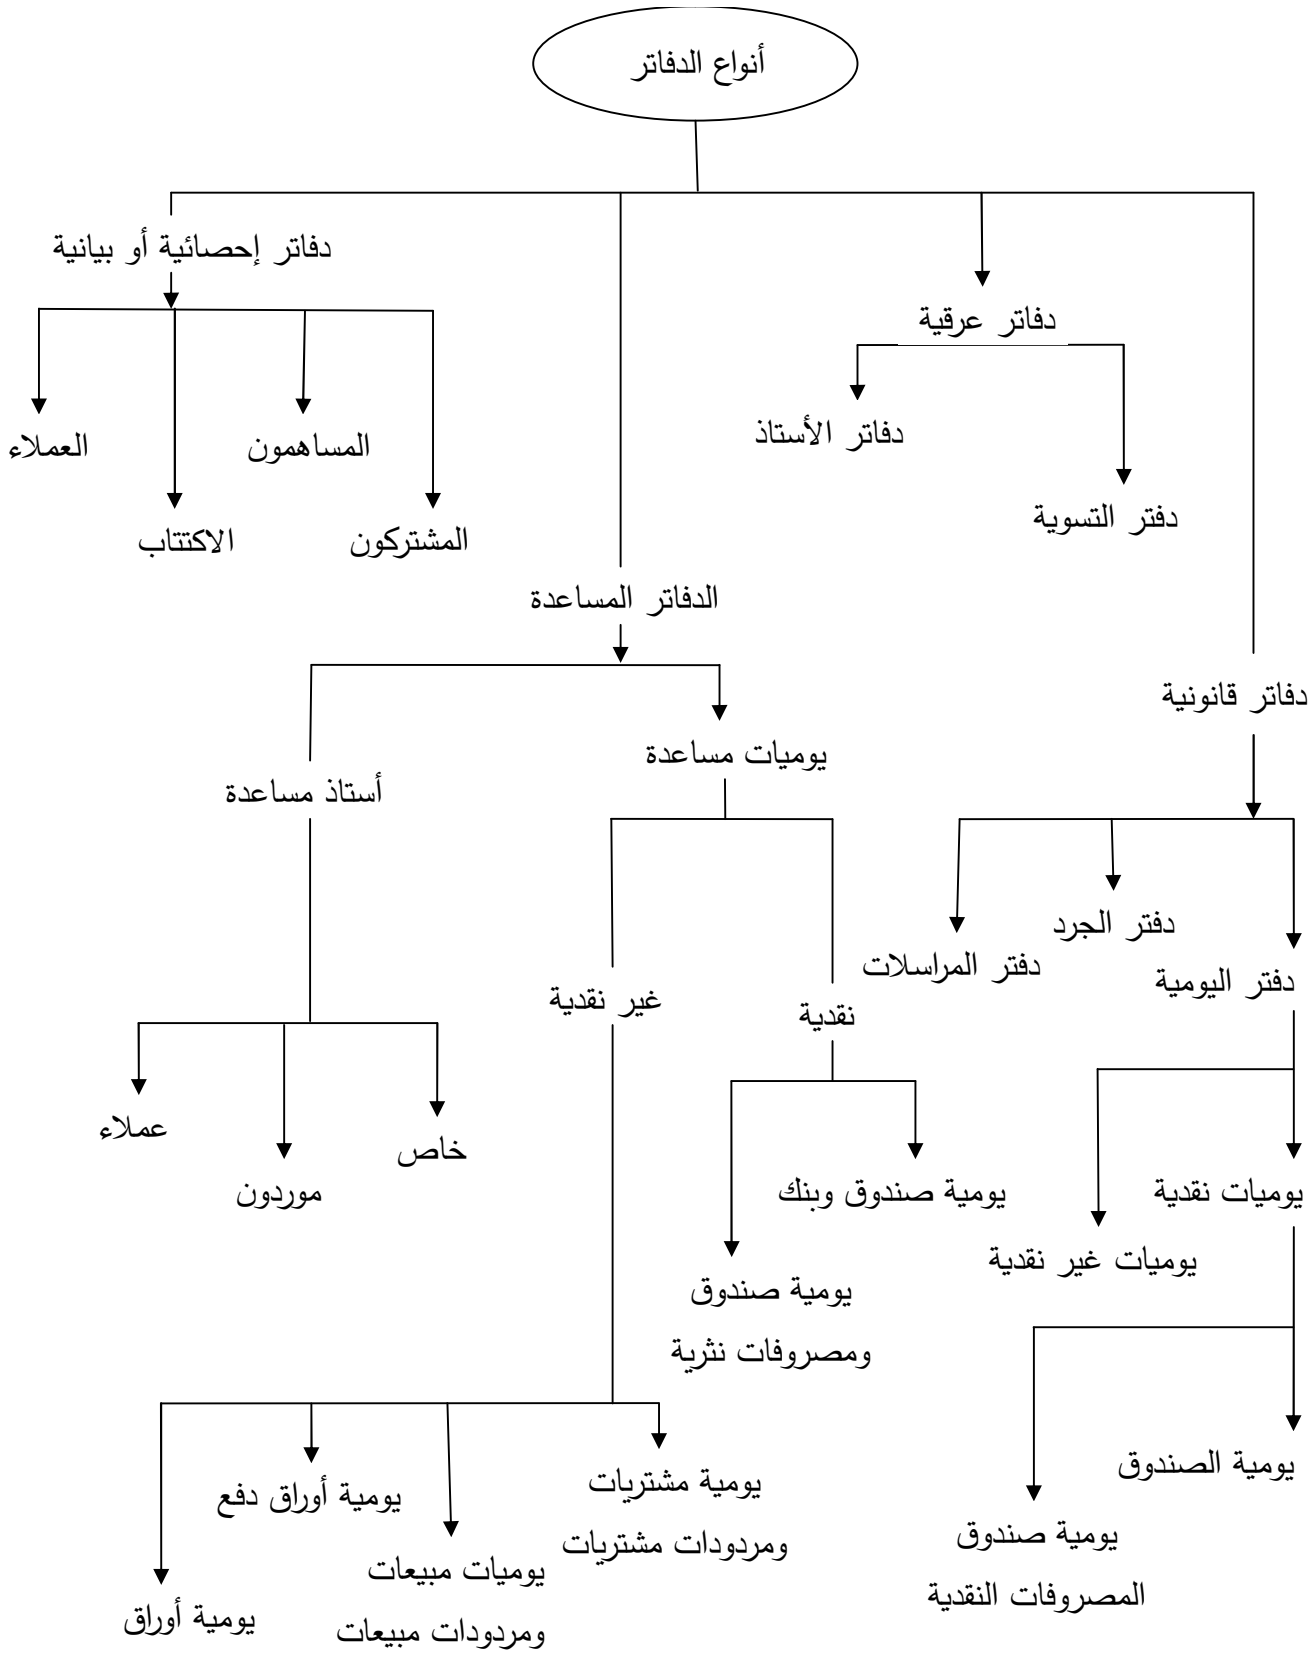 أنواع الدفاتر
دفاتر إحصائية أو بيانية
دفاتر عرقية
دفاتر الأستاذ
العملاء
المساهمون
دفتر التسوية
الاكتتاب
المشتركون
الدفاتر المساعدة
دفاتر قانونية
يوميات مساعدة
أستاذ مساعدة
دفتر الجرد
دفتر المراسلات
دفتر اليومية
غير نقدية
نقدية
عملاء
خاص
موردون
يومية صندوق وبنك
يوميات نقدية
يوميات غير نقدية
يومية صندوق
ومصروفات نثرية
يومية الصندوق
يومية مشتريات
ومردودات مشتريات
يومية أوراق دفع
يومية صندوق
المصروفات النقدية
يوميات مبيعات
ومردودات مبيعات
يومية أوراق